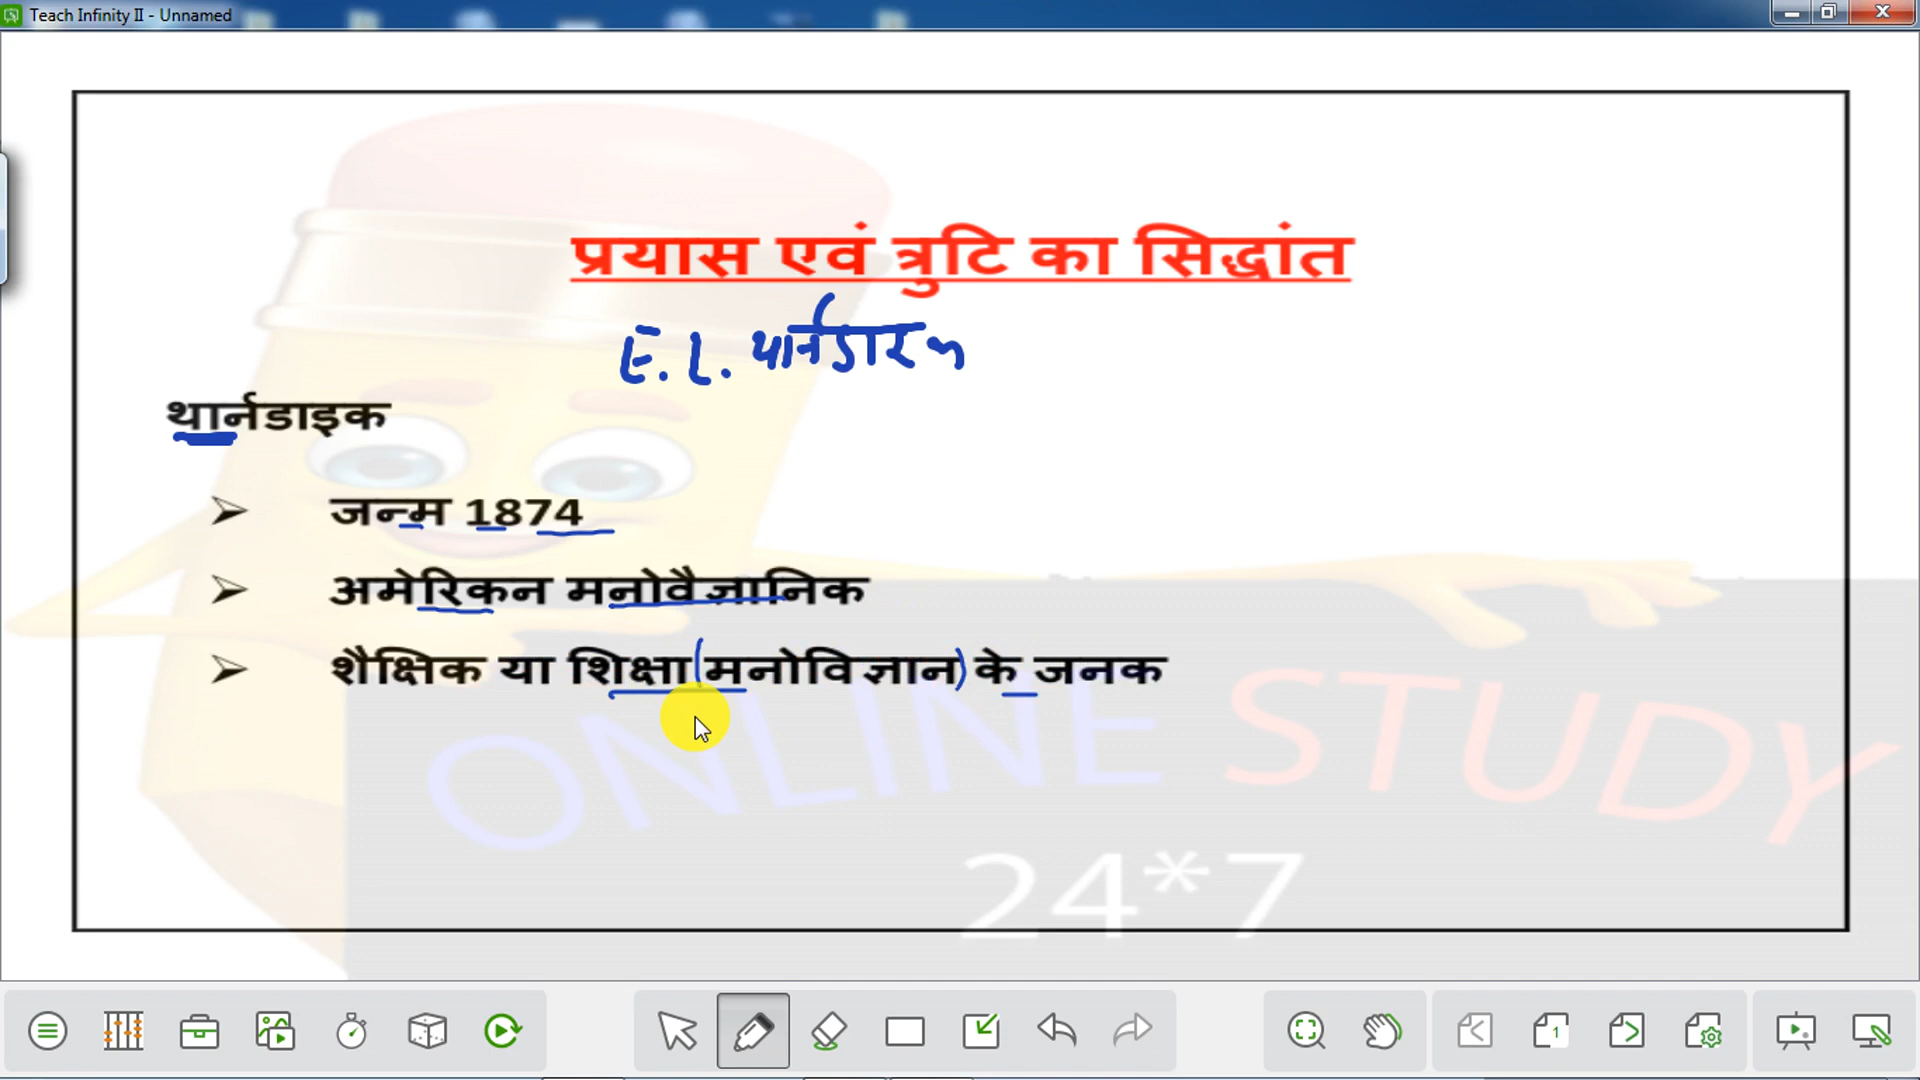 Teach Infinity II - Unnamed
प्रयास एवं त्रुटि का सिद्धांत
E. L. थार्नडाइक
थार्नडाइक
➢ जन्म 1874
➢ अमेरिकन मनोवैज्ञानिक
➢ शैक्षिक या शिक्षा (मनोविज्ञान) के जनक
ONLINE STUDY
24*7
1